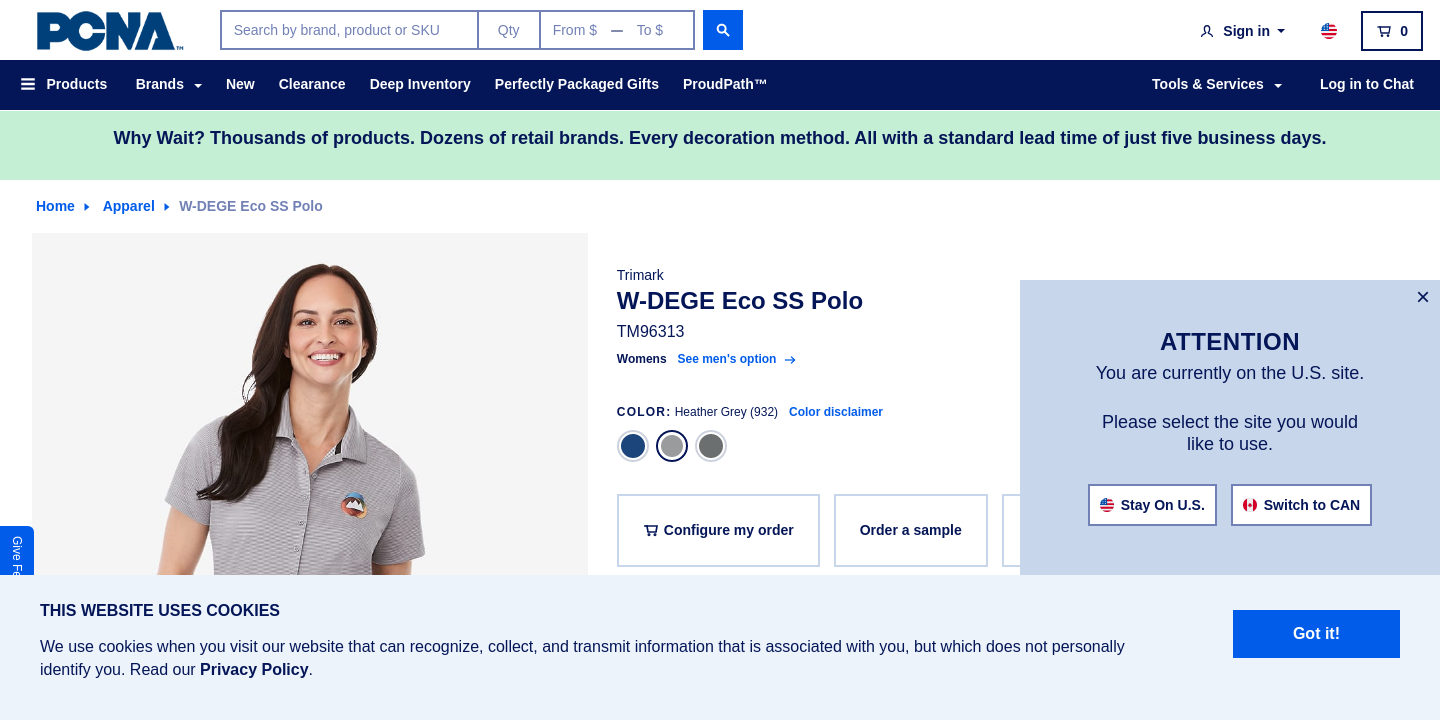 PCNA™
Search by brand, product or SKU
Qty
From $ — To $
Sign in
0
Products
Brands
New
Clearance
Deep Inventory
Perfectly Packaged Gifts
ProudPath™
Tools & Services
Log in to Chat
Why Wait? Thousands of products. Dozens of retail brands. Every decoration method. All with a standard lead time of just five business days.
Home
Apparel
W-DEGE Eco SS Polo
Trimark
W-DEGE Eco SS Polo
TM96313
Womens See men's option
COLOR: Heather Grey (932) Color disclaimer
Configure my order
Order a sample
ATTENTION
You are currently on the U.S. site.
Please select the site you would
like to use.
Stay On U.S.
Switch to CAN
Give
THIS WEBSITE USES COOKIES
We use cookies when you visit our website that can recognize, collect, and transmit information that is associated with you, but which does not personally
identify you. Read our Privacy Policy.
Got it!